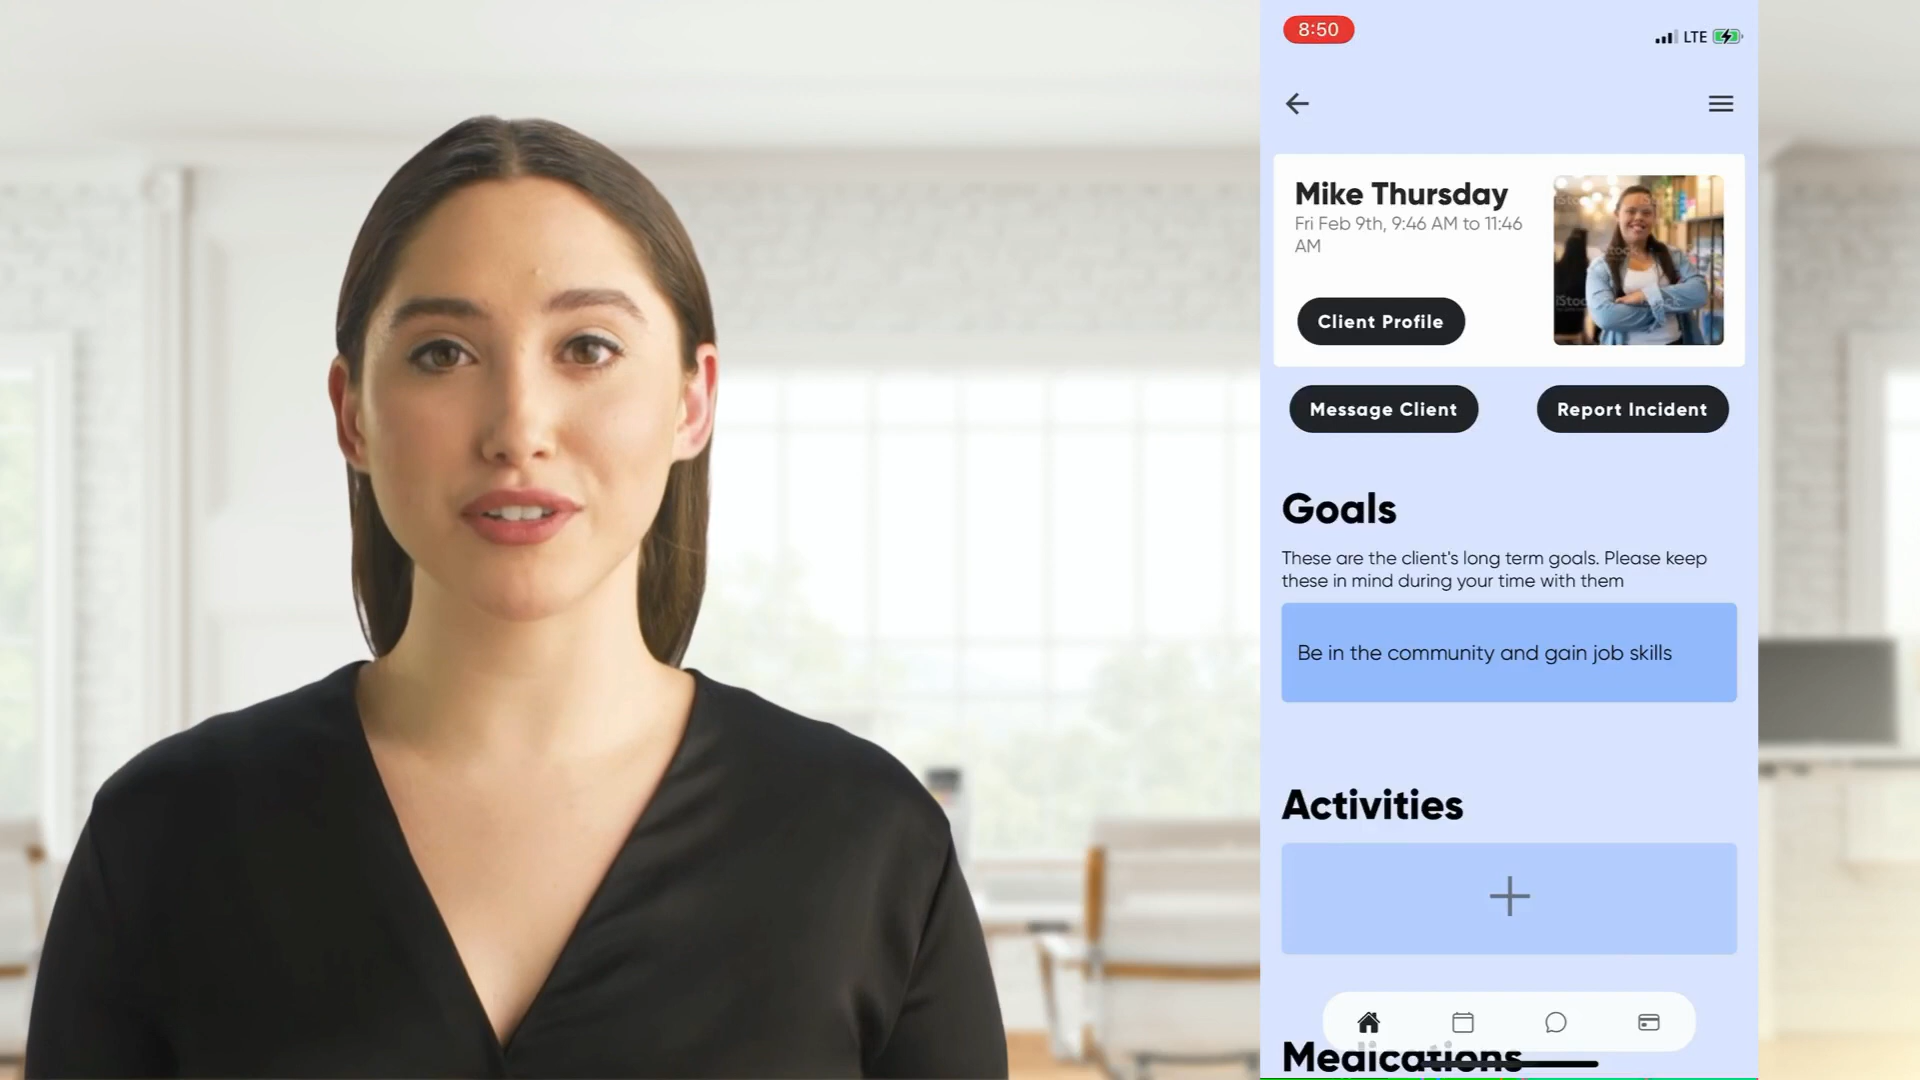 8:50
LTE
Mike Thursday
Fri Feb 9th, 9:46 AM to 11:46
AM
Client Profile
Message Client
Report Incident
Goals
These are the client's long term goals. Please keep
these in mind during your time with them
Be in the community and gain job skills
Activities
Medications